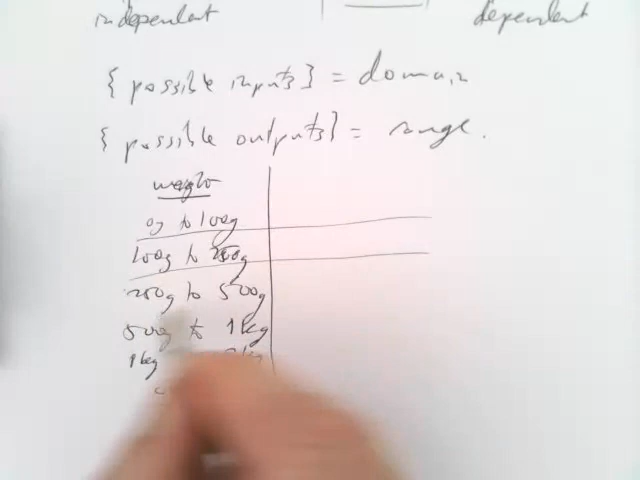 independent dependent
{possible inputs} = domain
{possible outputs} = range.
weight
0g to 100g
100g to 250g
250g to 500g
500g to 1kg
1kg